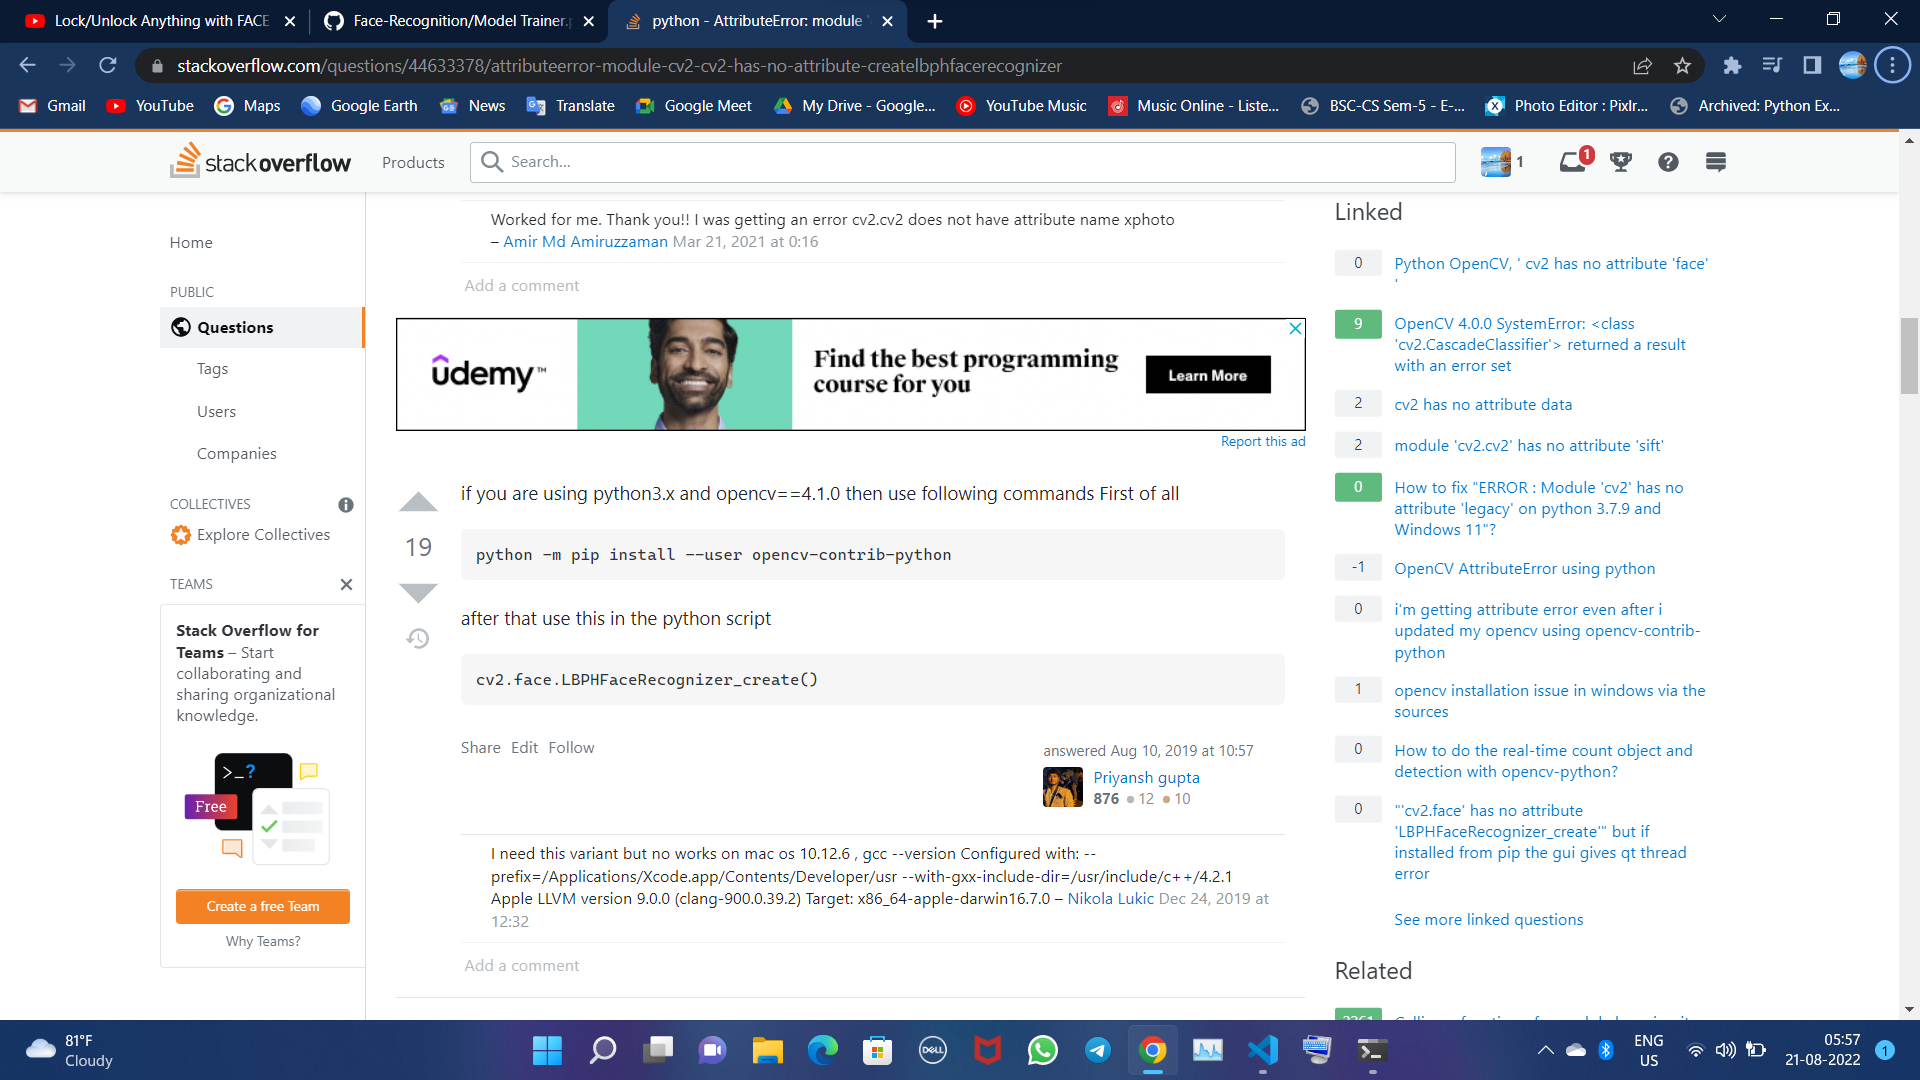 Lock/Unlock Anything with FACE
Face-Recognition/Model Trainer.p
python - AttributeError: module '
stackoverflow.com/questions/44633378/attributeerror-module-cv2-cv2-has-no-attribute-createlbphfacerecognizer
Gmail
YouTube
Maps
Google Earth
News
Translate
Google Meet
My Drive - Google...
YouTube Music
Music Online - Liste...
BSC-CS Sem-5 - E-...
Photo Editor : Pixlr...
Archived: Python Ex...
stackoverflow
Products
Search...
1
1
Home
PUBLIC
Questions
Tags
Users
Companies
COLLECTIVES
Explore Collectives
TEAMS
Stack Overflow for
Teams – Start
collaborating and
sharing organizational
knowledge.
>_?
Free
Create a free Team
Why Teams?
Worked for me. Thank you!! I was getting an error cv2.cv2 does not have attribute name xphoto
– Amir Md Amiruzzaman Mar 21, 2021 at 0:16
Add a comment
udemy™
Find the best programming
course for you
Learn More
Report this ad
19
if you are using python3.x and opencv==4.1.0 then use following commands First of all
python -m pip install --user opencv-contrib-python
after that use this in the python script
cv2.face.LBPHFaceRecognizer_create()
Share Edit Follow
answered Aug 10, 2019 at 10:57
Priyansh gupta
876 12 10
I need this variant but no works on mac os 10.12.6 , gcc --version Configured with: --
prefix=/Applications/Xcode.app/Contents/Developer/usr --with-gxx-include-dir=/usr/include/c++/4.2.1
Apple LLVM version 9.0.0 (clang-900.0.39.2) Target: x86_64-apple-darwin16.7.0 – Nikola Lukic Dec 24, 2019 at
12:32
Add a comment
Linked
0
Python OpenCV, ' cv2 has no attribute 'face'
'
9
OpenCV 4.0.0 SystemError: <class
'cv2.CascadeClassifier'> returned a result
with an error set
2
cv2 has no attribute data
2
module 'cv2.cv2' has no attribute 'sift'
0
How to fix "ERROR : Module 'cv2' has no
attribute 'legacy' on python 3.7.9 and
Windows 11"?
-1
OpenCV AttributeError using python
0
i'm getting attribute error even after i
updated my opencv using opencv-contrib-
python
1
opencv installation issue in windows via the
sources
0
How to do the real-time count object and
detection with opencv-python?
0
"'cv2.face' has no attribute
'LBPHFaceRecognizer_create'" but if
installed from pip the gui gives qt thread
error
See more linked questions
Related
81°F
Cloudy
DELL
ENG
US
05:57
21-08-2022
1